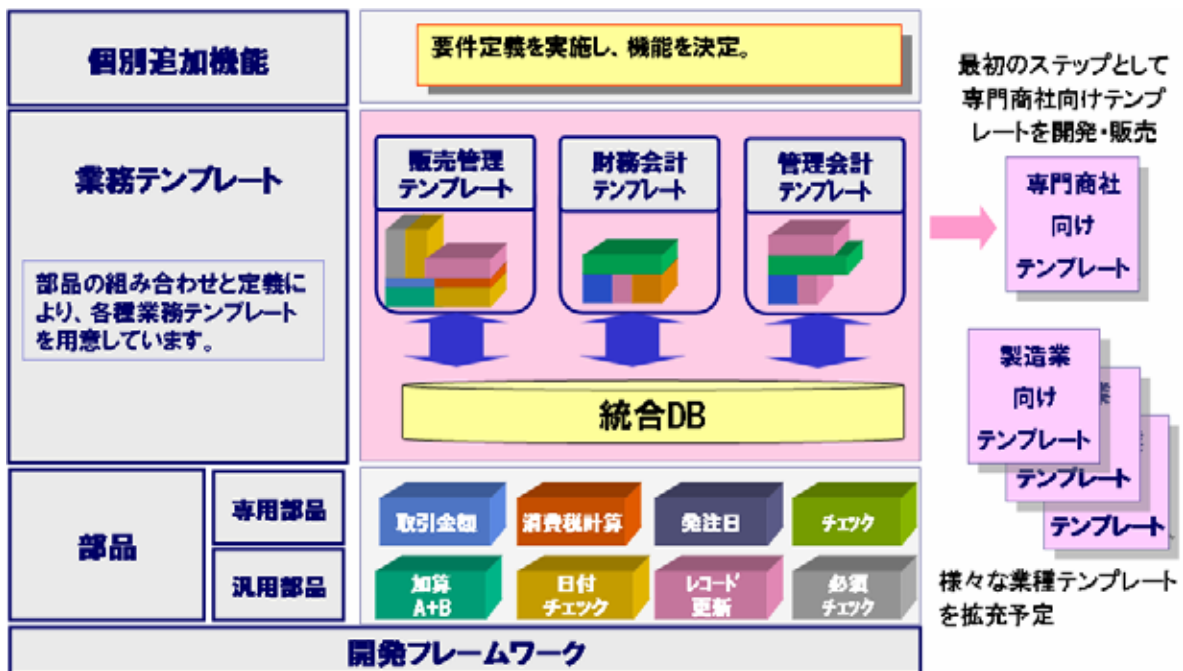 個別追加機能
要件定義を実施し、機能を決定。
最初のステップとして
専門商社向けテンプ
レートを開発・販売
業務テンプレート
部品の組み合わせと定義に
より、各種業務テンプレート
を用意しています。
販売管理
テンプレート
財務会計
テンプレート
管理会計
テンプレート
統合DB
専門商社
向け
テンプレート
製造業
向け
テンプレート
業
テンプレート
テンプレート
様々な業種テンプレート
を拡充予定
部品
専用部品
汎用部品
取引金額
消費税計算
発注日
チェック
加算
A+B
日付
チェック
レコード
更新
必須
チェック
開発フレームワーク